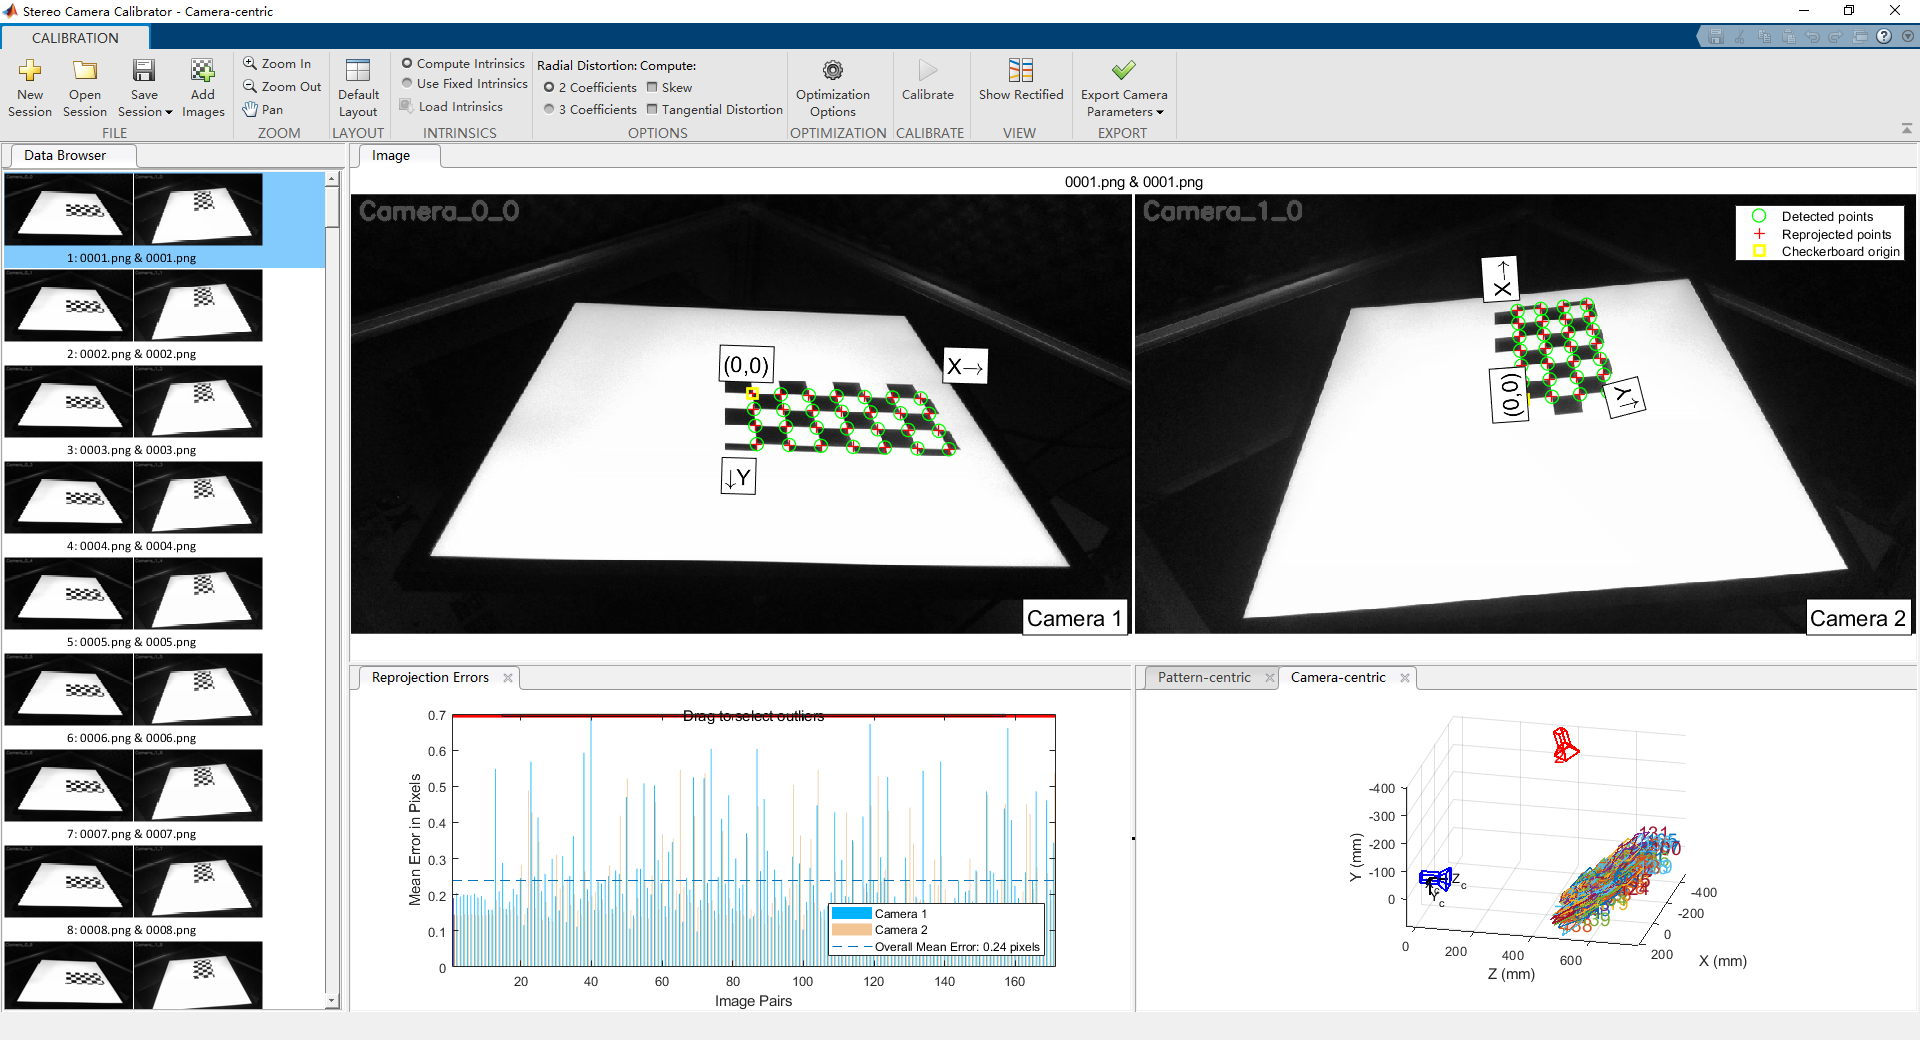 Stereo Camera Calibrator - Camera-centric
CALIBRATION
New Session
Open Session
Save Session
Add Images
FILE
Zoom In
Zoom Out
Pan
ZOOM
Default Layout
LAYOUT
Compute Intrinsics
Use Fixed Intrinsics
Load Intrinsics
INTRINSICS
Radial Distortion: Compute:
2 Coefficients Skew
3 Coefficients Tangential Distortion
OPTIONS
Optimization Options
OPTIMIZATION
Calibrate
CALIBRATE
Show Rectified
VIEW
Export Camera Parameters
EXPORT
Data Browser
1: 0001.png & 0001.png
2: 0002.png & 0002.png
3: 0003.png & 0003.png
4: 0004.png & 0004.png
5: 0005.png & 0005.png
6: 0006.png & 0006.png
7: 0007.png & 0007.png
8: 0008.png & 0008.png
Image
0001.png & 0001.png
Camera_0_0
(0,0)
X→
↓Y
Camera 1
Camera_1_0
Detected points
Reprojected points
Checkerboard origin
X→
(0,0)
Y
Camera 2
Reprojection Errors
Drag to select outliers
0.7
0.6
0.5
0.4
0.3
0.2
0.1
0
Mean Error in Pixels
Camera 1
Camera 2
Overall Mean Error: 0.24 pixels
20 40 60 80 100 120 140 160
Image Pairs
Pattern-centric
Camera-centric
-400
-300
-200
-100
0
Y (mm)
Zc
Yc
0 200 400 600
Z (mm)
-400
-200
0
200
X (mm)
2
131